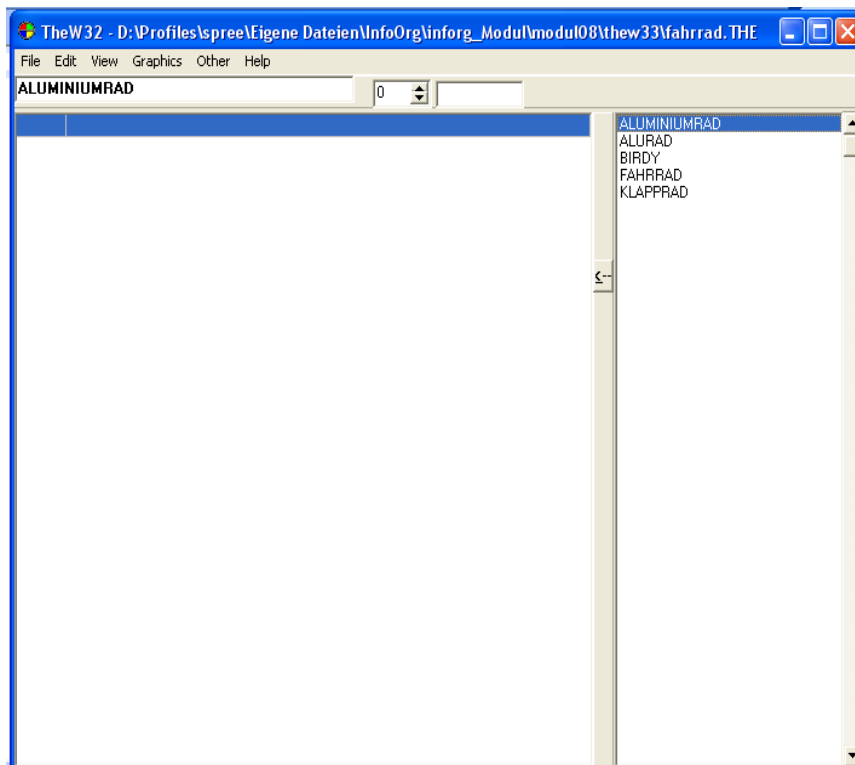 TheW32 - D:\Profiles\spree\Eigene Dateien\InfoOrg\inforg_Modul\modul08\thew33\fahrrad.THE
File Edit View Graphics Other Help
ALUMINIUMRAD 0
ALUMINIUMRAD
ALURAD
BIRDY
FAHRRAD
KLAPPRAD
<--